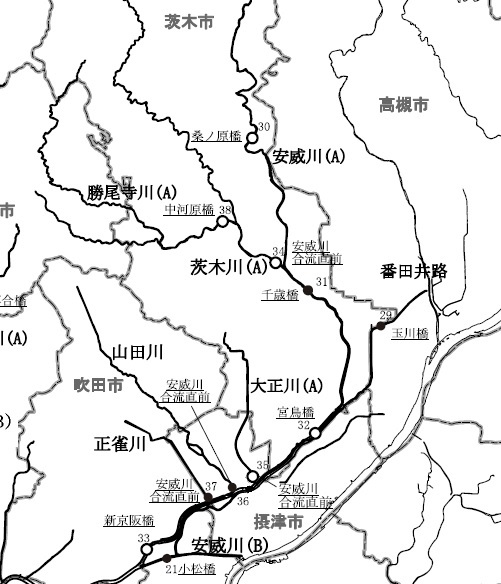 茨木市
高槻市
30
桑ノ原橋
安威川(A)
勝尾寺川(A)
中河原橋
38
市
34
安威川
合流直前
茨木川(A)
31
千歳橋
番田井路
29
玉川橋
合橋
(A)
山田川
吹田市
安威川
合流直前
大正川(A)
宮鳥橋
32
正雀川
35
安威川
合流直前
37
36
安威川
合流直前
摂津市
新京阪橋
33
安威川(B)
21
小松橋